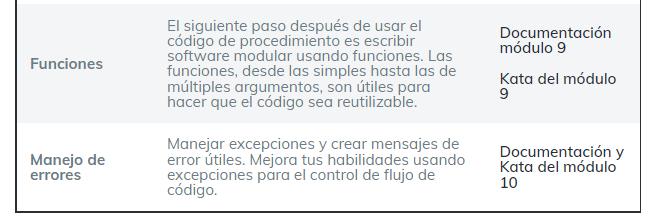 Funciones
El siguiente paso después de usar el
código de procedimiento es escribir
software modular usando funciones. Las
funciones, desde las simples hasta las de
múltiples argumentos, son útiles para
hacer que el código sea reutilizable.
Documentación
módulo 9
Kata del módulo
9
Manejo de
errores
Manejar excepciones y crear mensajes de
error útiles. Mejora tus habilidades usando
excepciones para el control de flujo de
código.
Documentación y
Kata del módulo
10